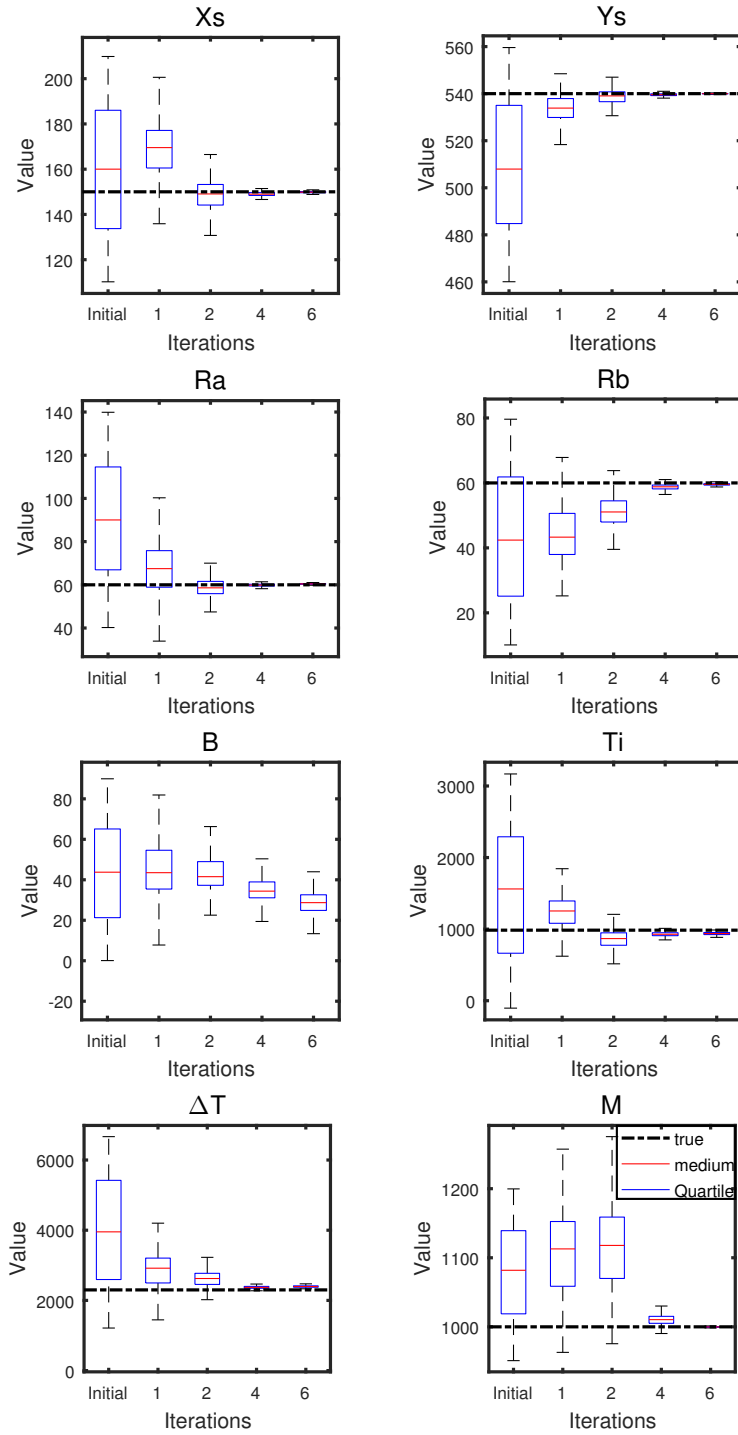 Xs
Ys
200
180
160
140
120
Value
Initial 1 2 4 6
Iterations
560
540
520
500
480
460
Value
Initial 1 2 4 6
Iterations
Ra
Rb
140
120
100
80
60
40
Value
Initial 1 2 4 6
Iterations
80
60
40
20
Value
Initial 1 2 4 6
Iterations
B
Ti
80
60
40
20
0
-20
Value
Initial 1 2 4 6
Iterations
3000
2000
1000
0
Value
Initial 1 2 4 6
Iterations
ΔT
M
6000
4000
2000
0
Value
Initial 1 2 4 6
Iterations
true
medium
Quartile
1200
1100
1000
Value
Initial 1 2 4 6
Iterations